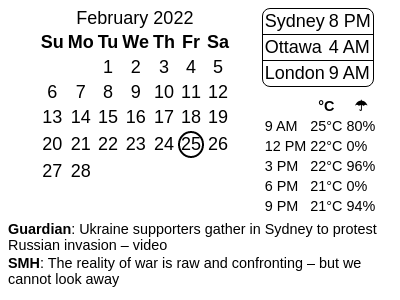 February 2022
Su Mo Tu We Th Fr Sa
1 2 3 4 5
6 7 8 9 10 11 12
13 14 15 16 17 18 19
20 21 22 23 24 25 26
27 28
Sydney 8 PM
Ottawa 4 AM
London 9 AM
°C ☂
9 AM 25°C 80%
12 PM 22°C 0%
3 PM 22°C 96%
6 PM 21°C 0%
9 PM 21°C 94%
Guardian: Ukraine supporters gather in Sydney to protest
Russian invasion – video
SMH: The reality of war is raw and confronting – but we
cannot look away